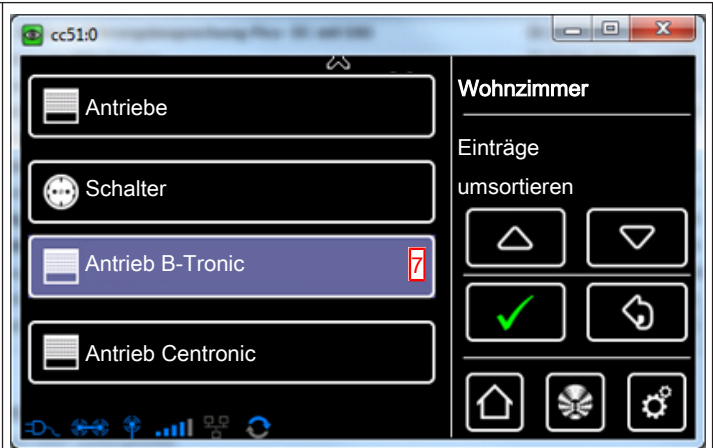 cc51:0
Antriebe
Schalter
Antrieb B-Tronic 7
Antrieb Centronic
Wohnzimmer
Einträge
umsortieren